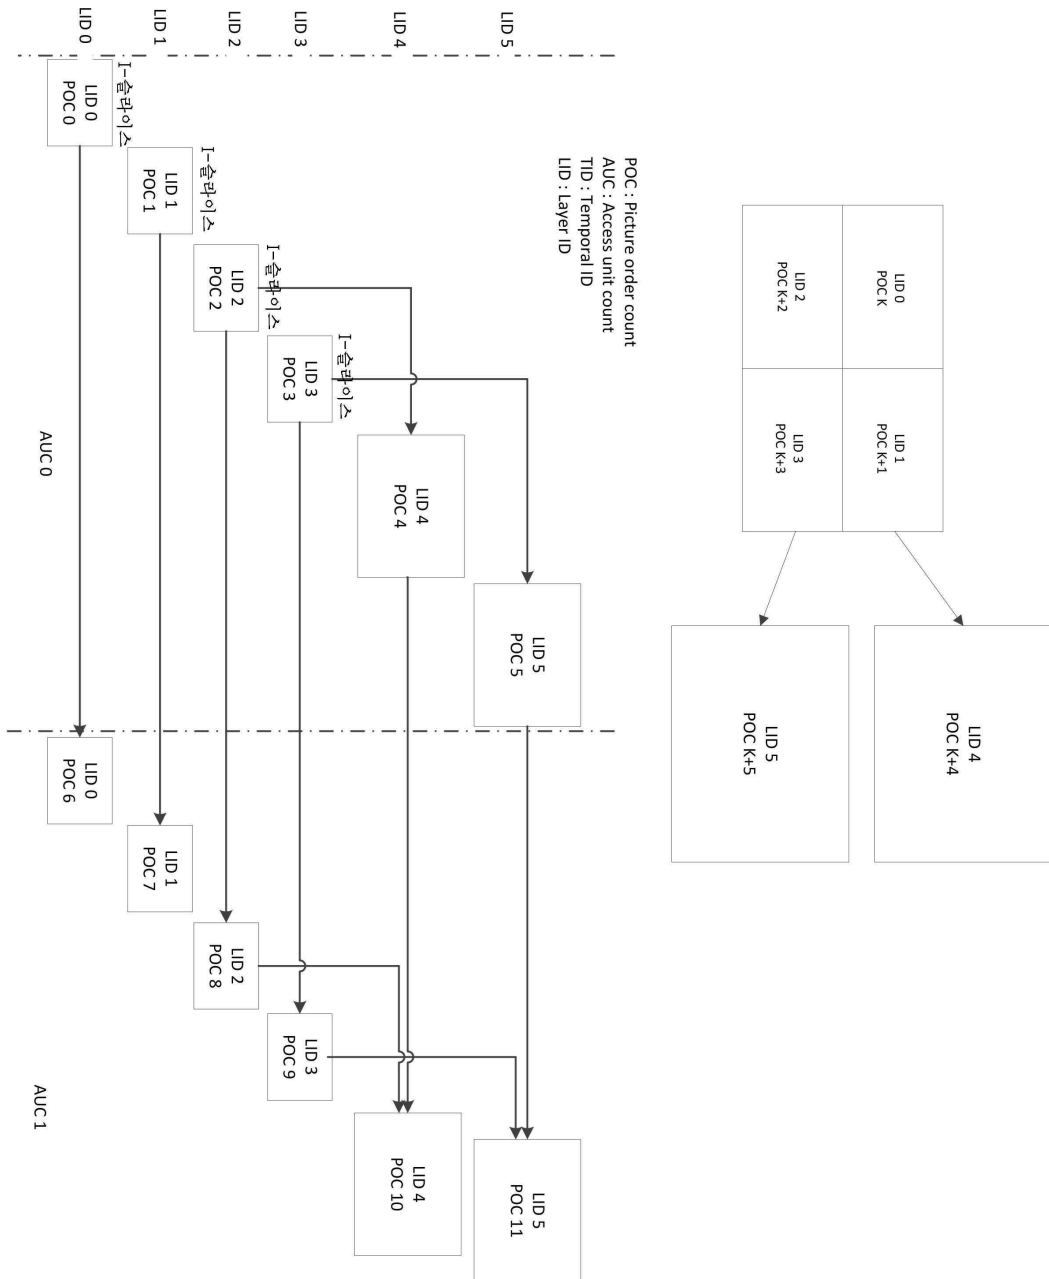 LID 0
POC K
LID 1
POC K+1
LID 2
POC K+2
LID 3
POC K+3
LID 4
POC K+4
LID 5
POC K+5
POC : Picture order count
AUC : Access unit count
TID : Temporal ID
LID : Layer ID
LID 5
LID 4
LID 3
LID 2
LID 1
LID 0
LID 5
POC 5
LID 5
POC 11
LID 4
POC 4
LID 4
POC 10
I-슬라이스
LID 3
POC 3
LID 3
POC 9
I-슬라이스
LID 2
POC 2
LID 2
POC 8
I-슬라이스
LID 1
POC 1
LID 1
POC 7
I-슬라이스
LID 0
POC 0
LID 0
POC 6
AUC 0
AUC 1